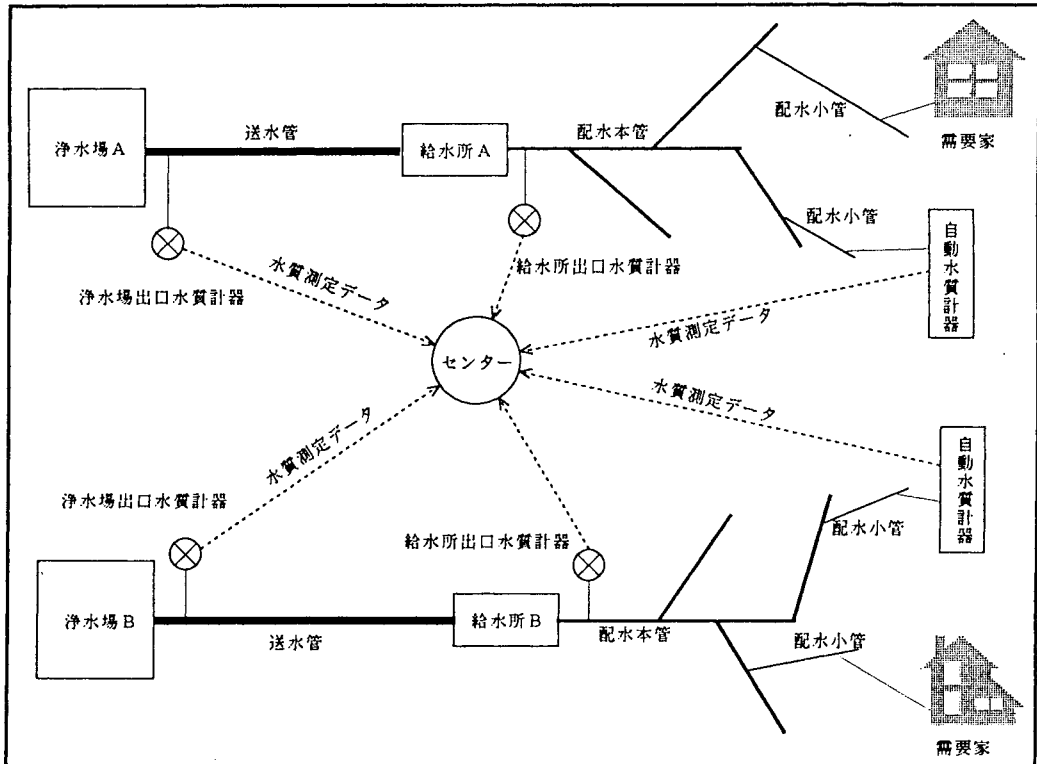 浄水場A
送水管
給水所A
配水本管
配水小管
需要家
配水小管
自動水質計器
浄水場出口水質計器
水質測定データ
給水所出口水質計器
水質測定データ
センター
水質測定データ
水質測定データ
浄水場出口水質計器
給水所出口水質計器
配水小管
自動水質計器
浄水場B
送水管
給水所B
配水本管
配水小管
需要家